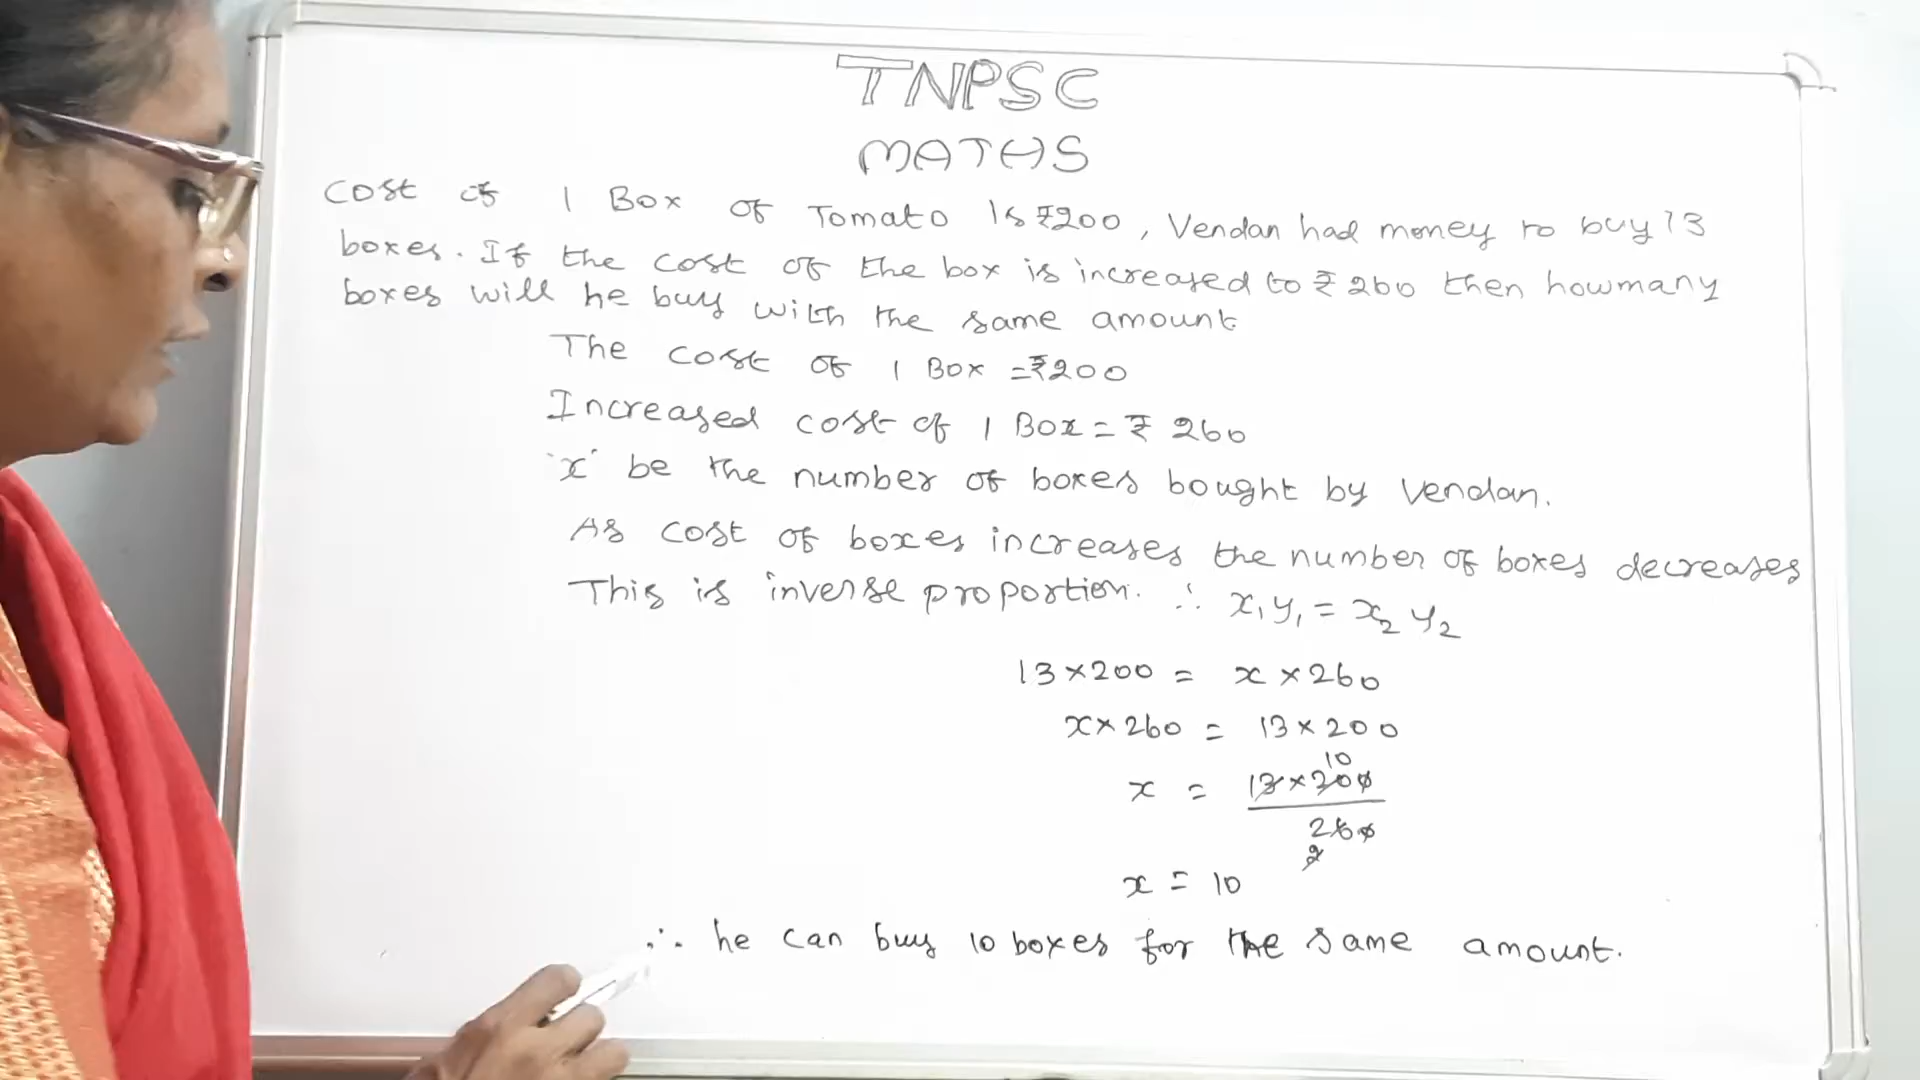 TNPSC
MATHS
Cost of 1 Box of Tomato Is ₹200, Vendan had money to buy 13
boxes. If the cost of the box is increased to ₹ 260 then howmany
boxes will he buy with the same amount.
The cost of 1 Box = ₹200
Increased cost of 1 Box = ₹ 260
'x' be the number of boxes bought by Vendan.
As cost of boxes increases the number of boxes decreases
This is inverse proportion. ∴ x₁y₁ = x₂ y₂
13 × 200 = x × 260
x × 260 = 13 × 200
10
x = 13 × 200
260
2
x = 10
∴ he can buy 10 boxes for the same amount.